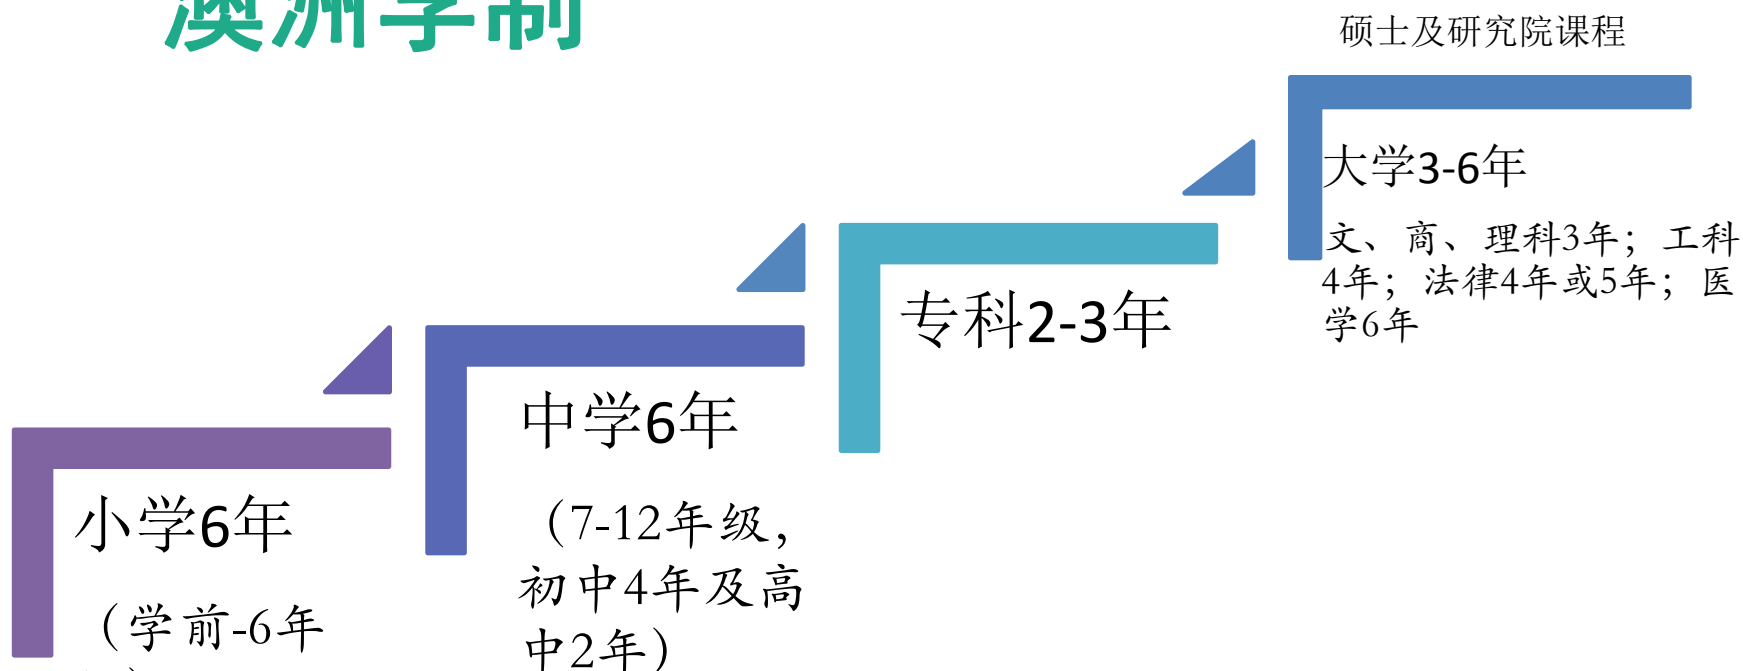 澳洲学制
硕士及研究院课程
大学3-6年
文、商、理科3年；工科
4年；法律4年或5年；医
学6年
专科2-3年
中学6年
（7-12年级，
初中4年及高
中2年）
小学6年
（学前-6年